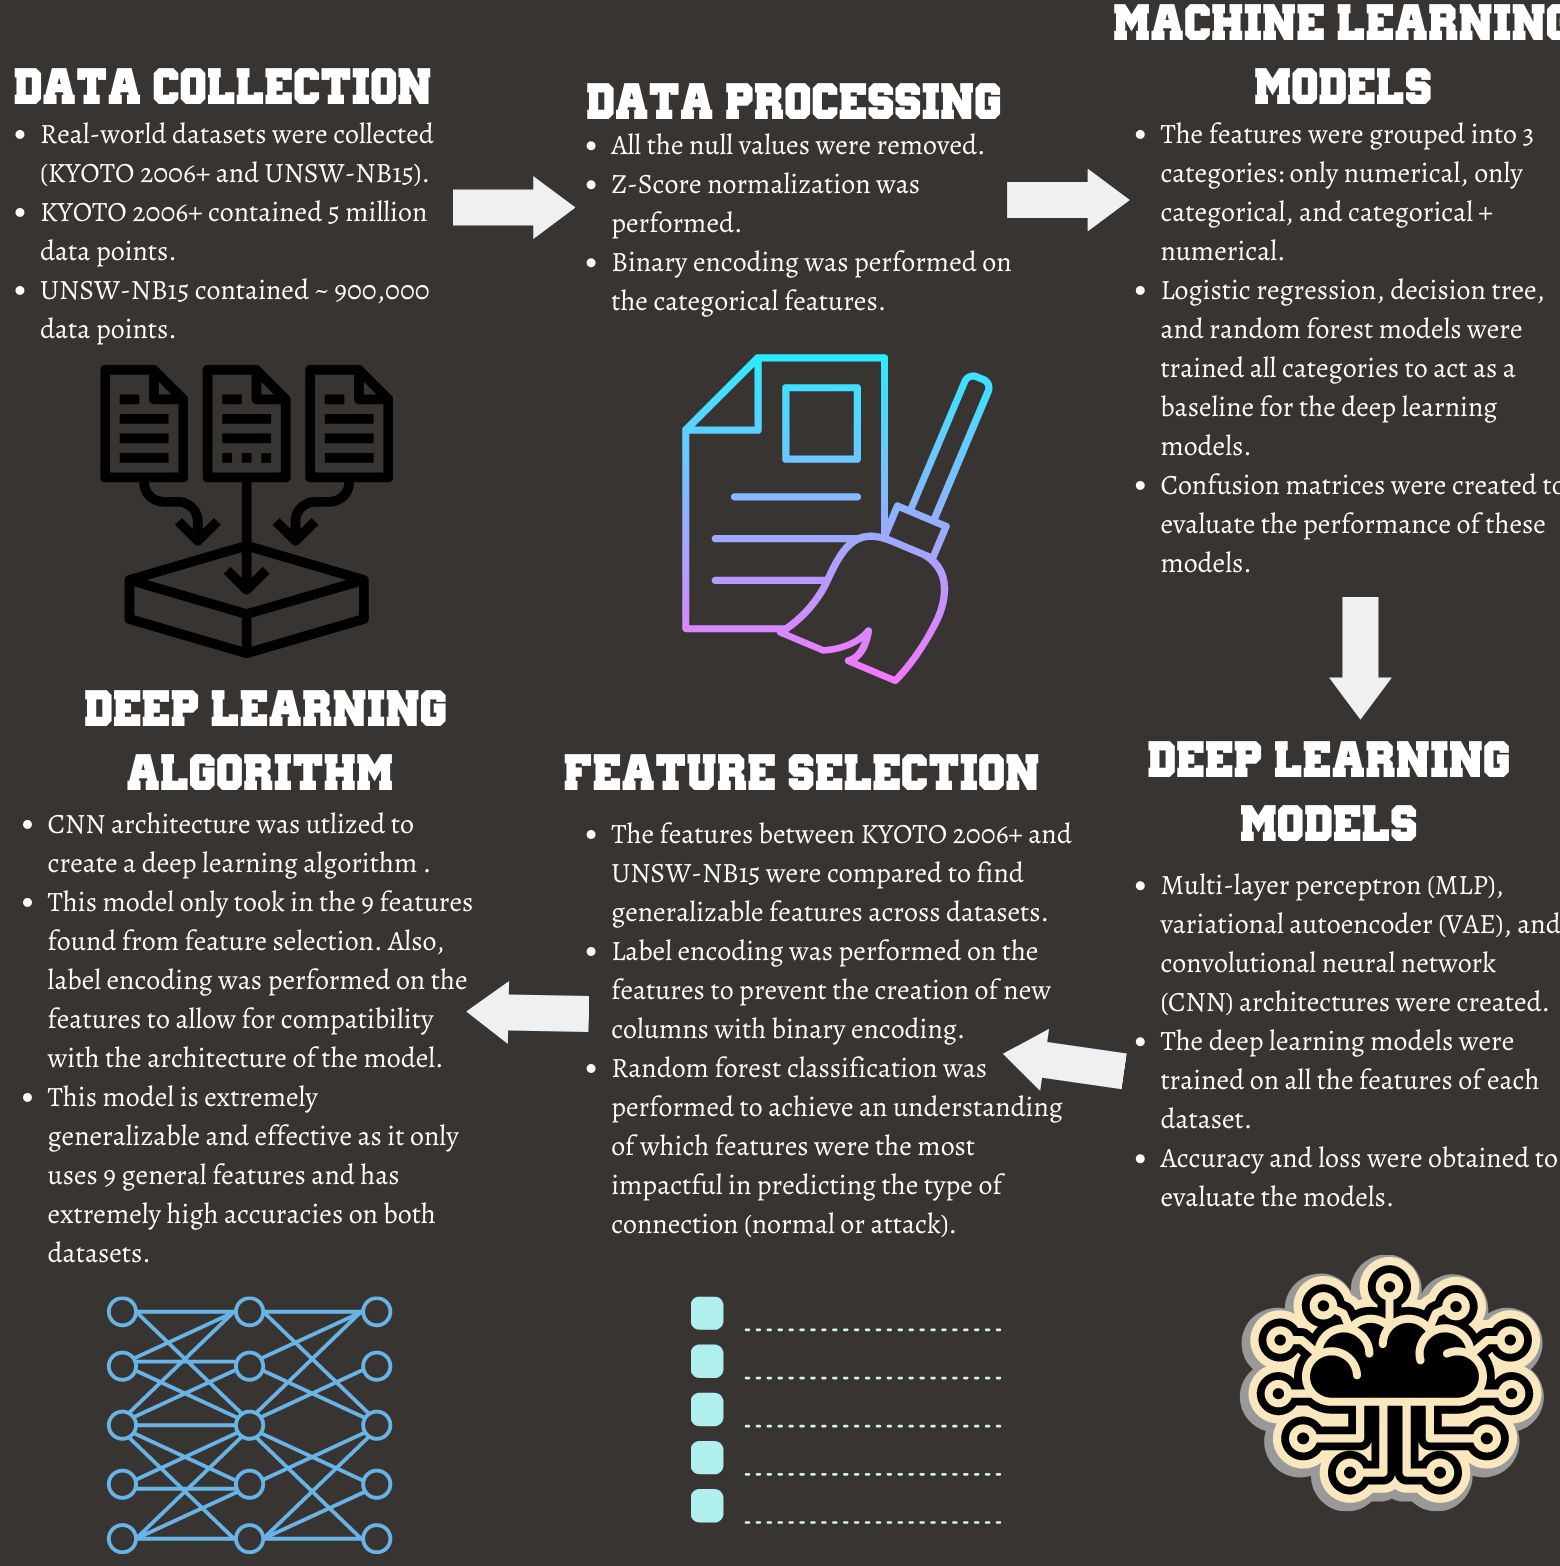 DATA COLLECTION
• Real-world datasets were collected
(KYOTO 2006+ and UNSW-NB15).
• KYOTO 2006+ contained 5 million
data points.
• UNSW-NB15 contained ~ 900,000
data points.
DATA PROCESSING
• All the null values were removed.
• Z-Score normalization was
performed.
• Binary encoding was performed on
the categorical features.
MACHINE LEARNING
MODELS
• The features were grouped into 3
categories: only numerical, only
categorical, and categorical +
numerical.
• Logistic regression, decision tree,
and random forest models were
trained all categories to act as a
baseline for the deep learning
models.
• Confusion matrices were created to
evaluate the performance of these
models.
DEEP LEARNING
MODELS
• Multi-layer perceptron (MLP),
variational autoencoder (VAE), and
convolutional neural network
(CNN) architectures were created.
• The deep learning models were
trained on all the features of each
dataset.
• Accuracy and loss were obtained to
evaluate the models.
FEATURE SELECTION
• The features between KYOTO 2006+ and
UNSW-NB15 were compared to find
generalizable features across datasets.
• Label encoding was performed on the
features to prevent the creation of new
columns with binary encoding.
• Random forest classification was
performed to achieve an understanding
of which features were the most
impactful in predicting the type of
connection (normal or attack).
DEEP LEARNING
ALGORITHM
• CNN architecture was utlized to
create a deep learning algorithm .
• This model only took in the 9 features
found from feature selection. Also,
label encoding was performed on the
features to allow for compatibility
with the architecture of the model.
• This model is extremely
generalizable and effective as it only
uses 9 general features and has
extremely high accuracies on both
datasets.